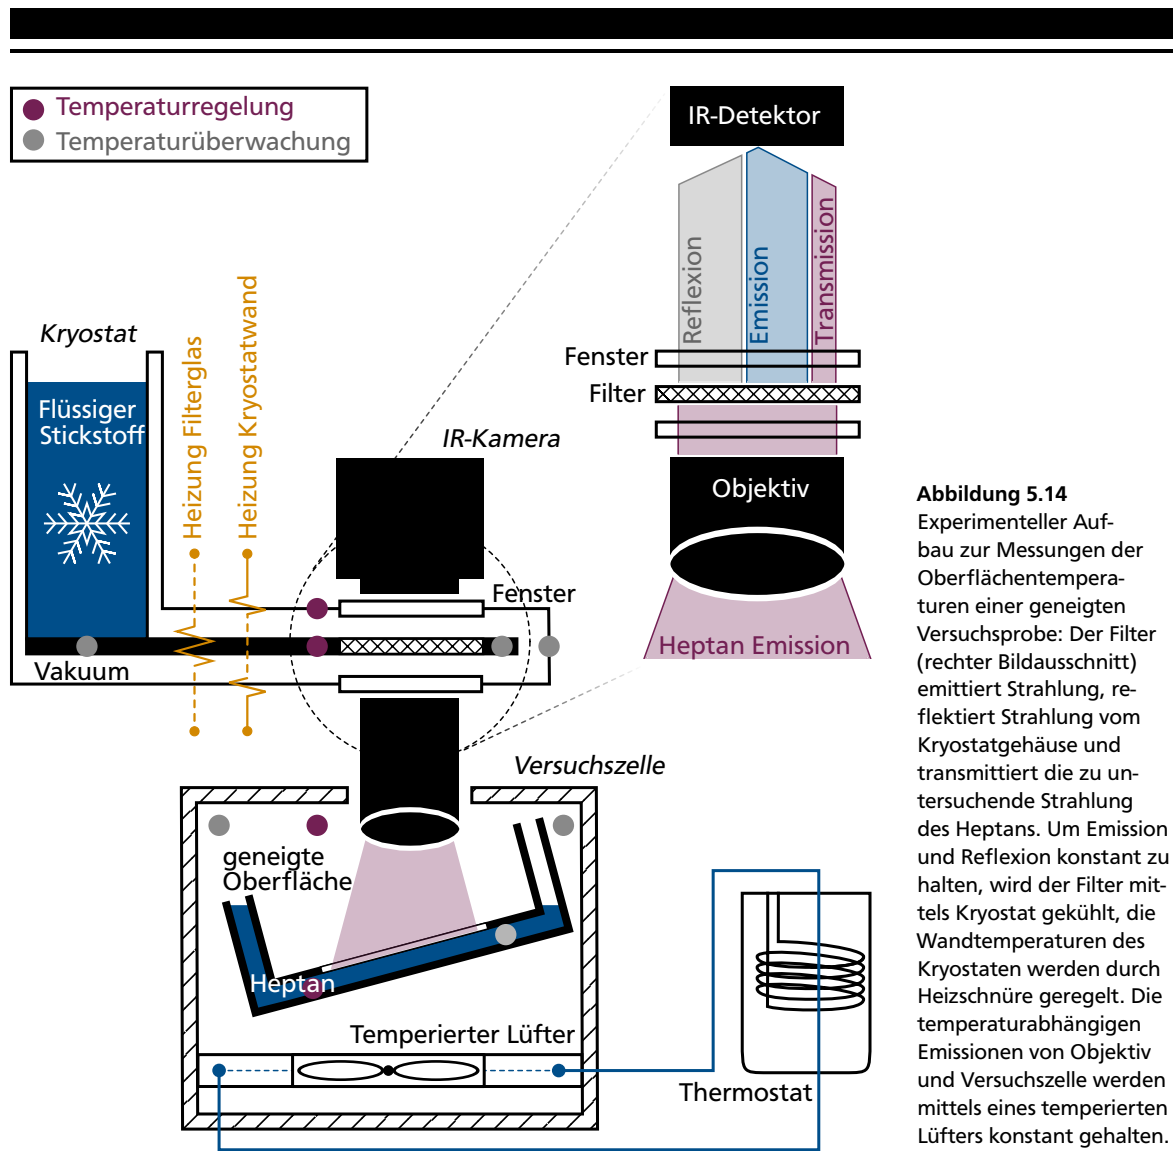 Temperaturregelung
Temperaturüberwachung
IR-Detektor
Reflexion
Emission
Transmission
Fenster
Filter
Objektiv
Heptan Emission
Kryostat
Flüssiger
Stickstoff
Heizung Filterglas
Heizung Kryostatwand
IR-Kamera
Fenster
Vakuum
Versuchszelle
geneigte
Oberfläche
Heptan
Temperierter Lüfter
Thermostat
Abbildung 5.14
Experimenteller Auf-
bau zur Messungen der
Oberflächentempera-
turen einer geneigten
Versuchsprobe: Der Filter
(rechter Bildausschnitt)
emittiert Strahlung, re-
flektiert Strahlung vom
Kryostatgehäuse und
transmittiert die zu un-
tersuchende Strahlung
des Heptans. Um Emission
und Reflexion konstant zu
halten, wird der Filter mit-
tels Kryostat gekühlt, die
Wandtemperaturen des
Kryostaten werden durch
Heizschnüre geregelt. Die
temperaturabhängigen
Emissionen von Objektiv
und Versuchszelle werden
mittels eines temperierten
Lüfters konstant gehalten.